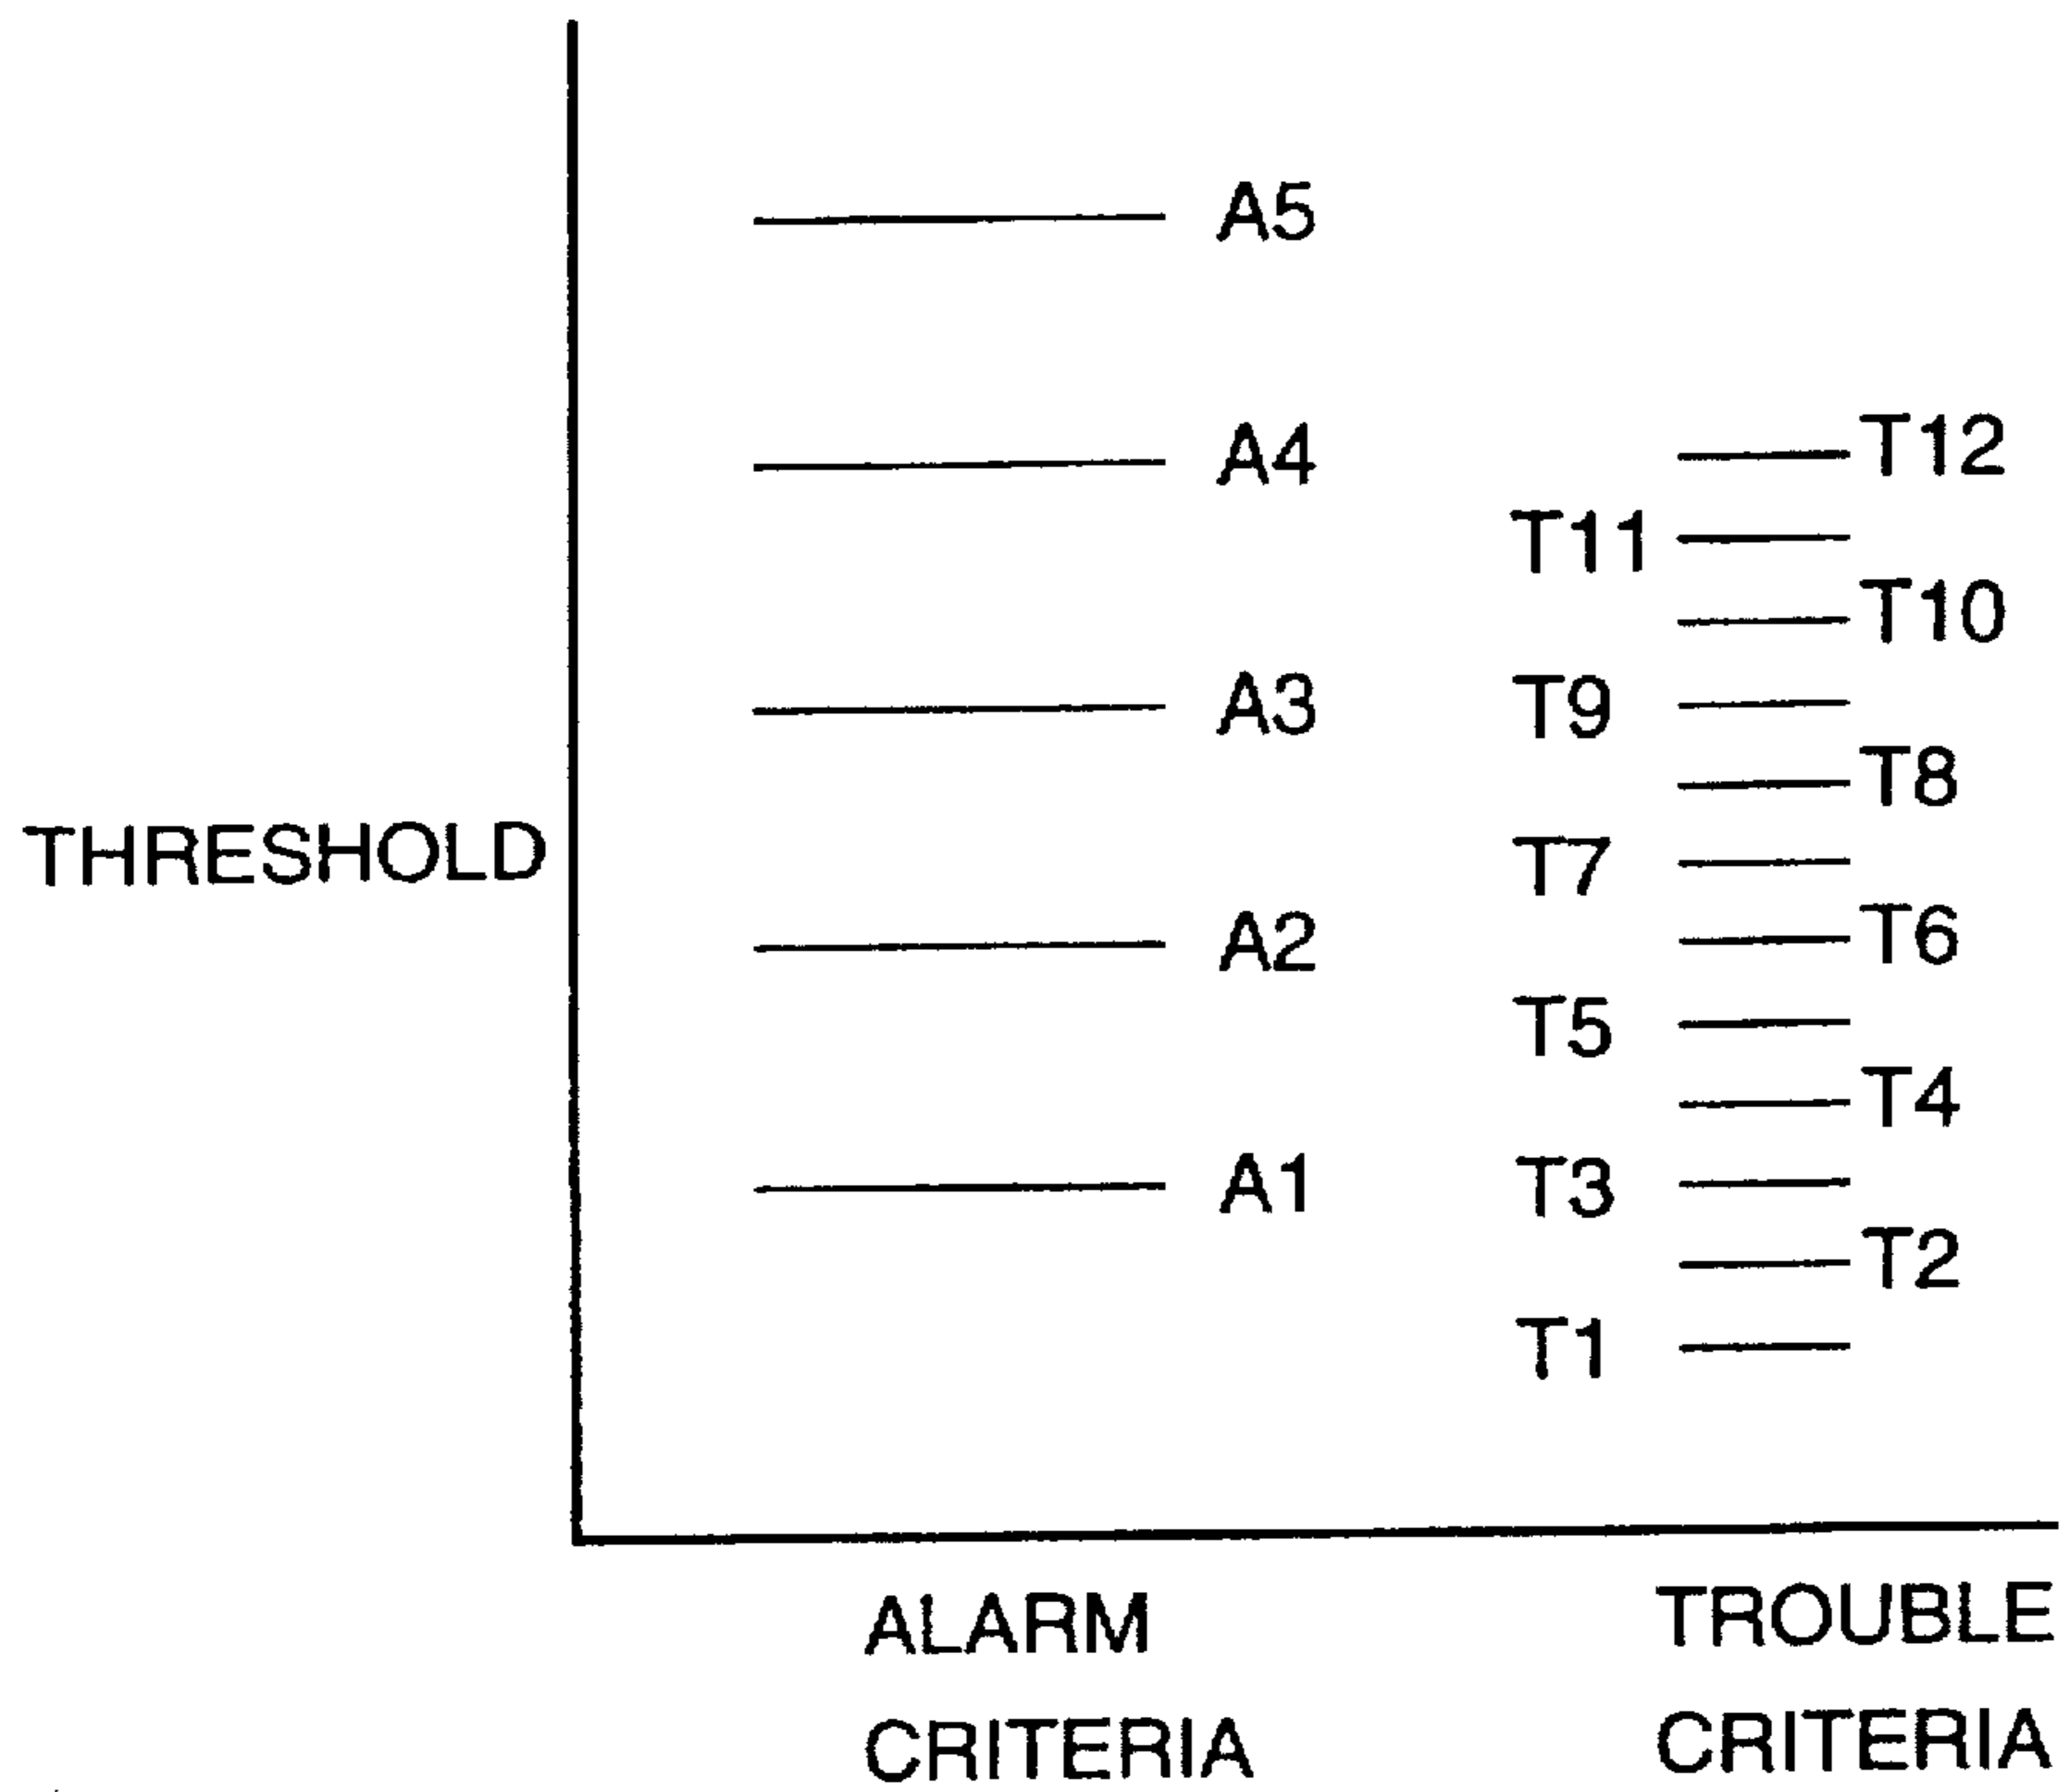 A5
A4
T12
T11
T10
A3
T9
T8
THRESHOLD
T7
A2
T6
T5
T4
A1
T3
T2
T1
ALARM
CRITERIA
TROUBLE
CRITERIA